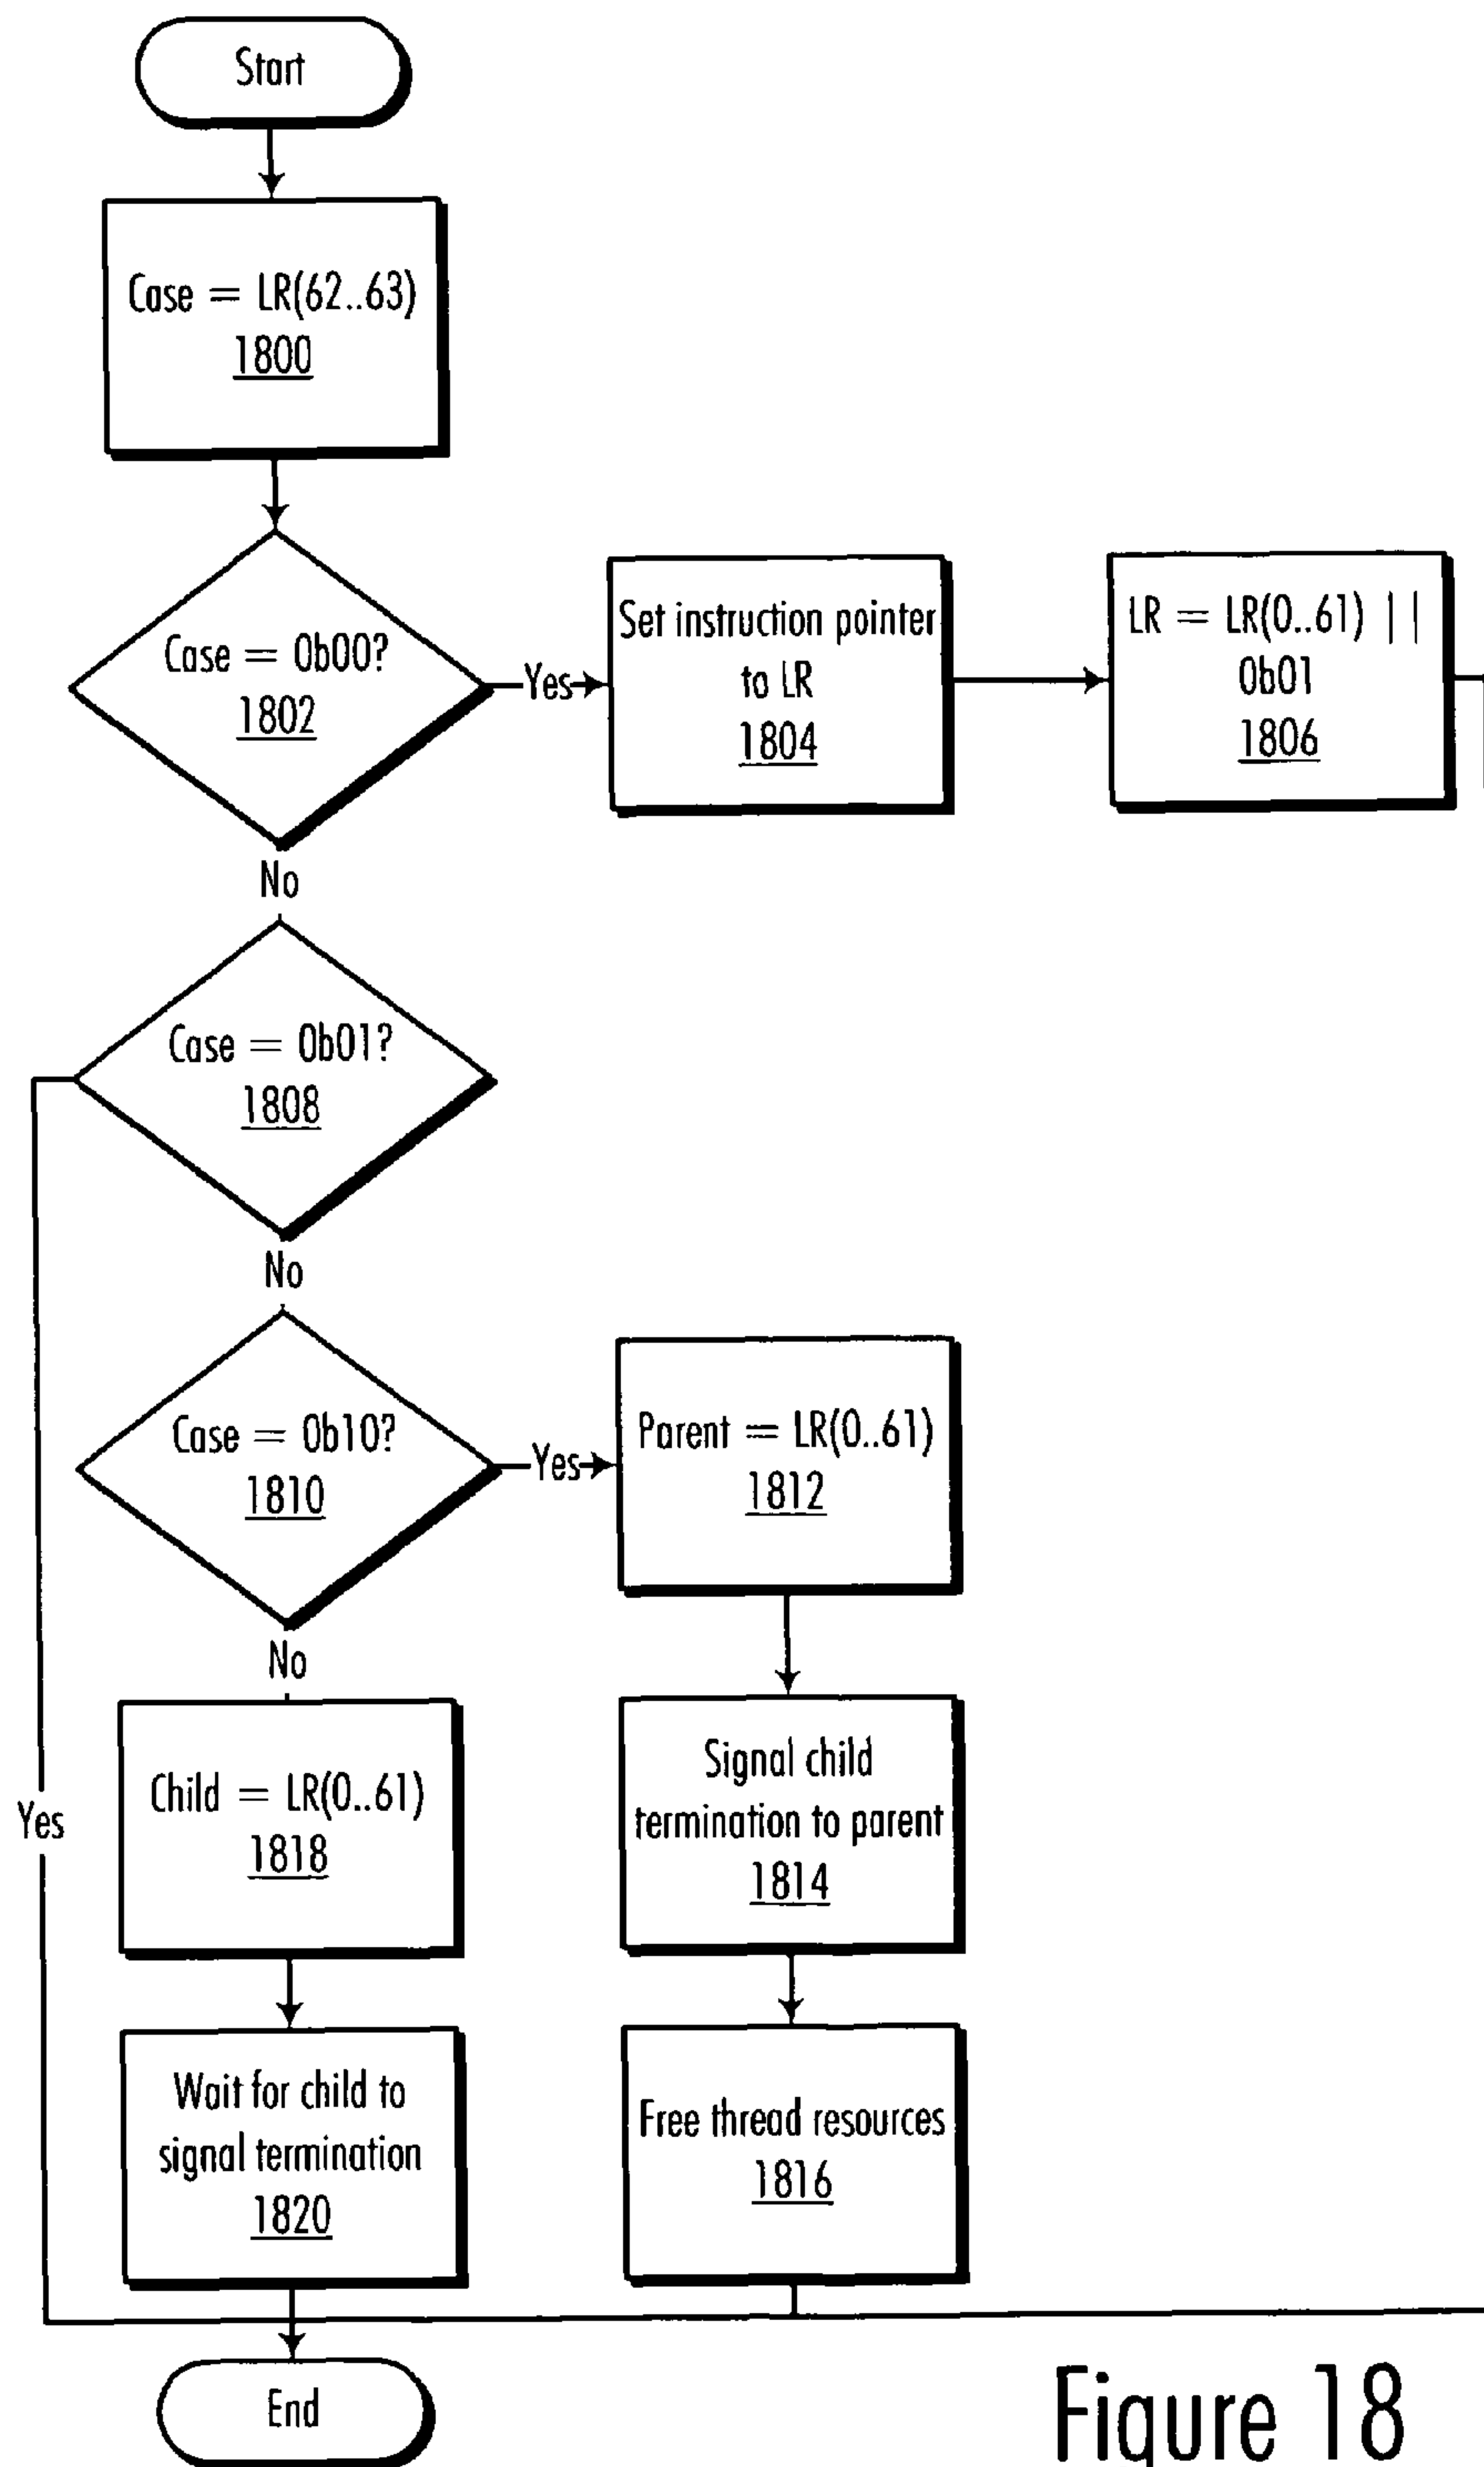 Start
Case = LR(62..63)
1800
Case = 0b00?
1802
Yes
Set instruction pointer
to LR
1804
LR = LR(0..61) ||
0b01
1806
No
Case = 0b01?
1808
No
Case = 0b10?
1810
Yes
Parent = LR(0..61)
1812
No
Child = LR(0..61)
1818
Yes
Signal child
termination to parent
1814
Wait for child to
signal termination
1820
Free thread resources
1816
End
Figure 18